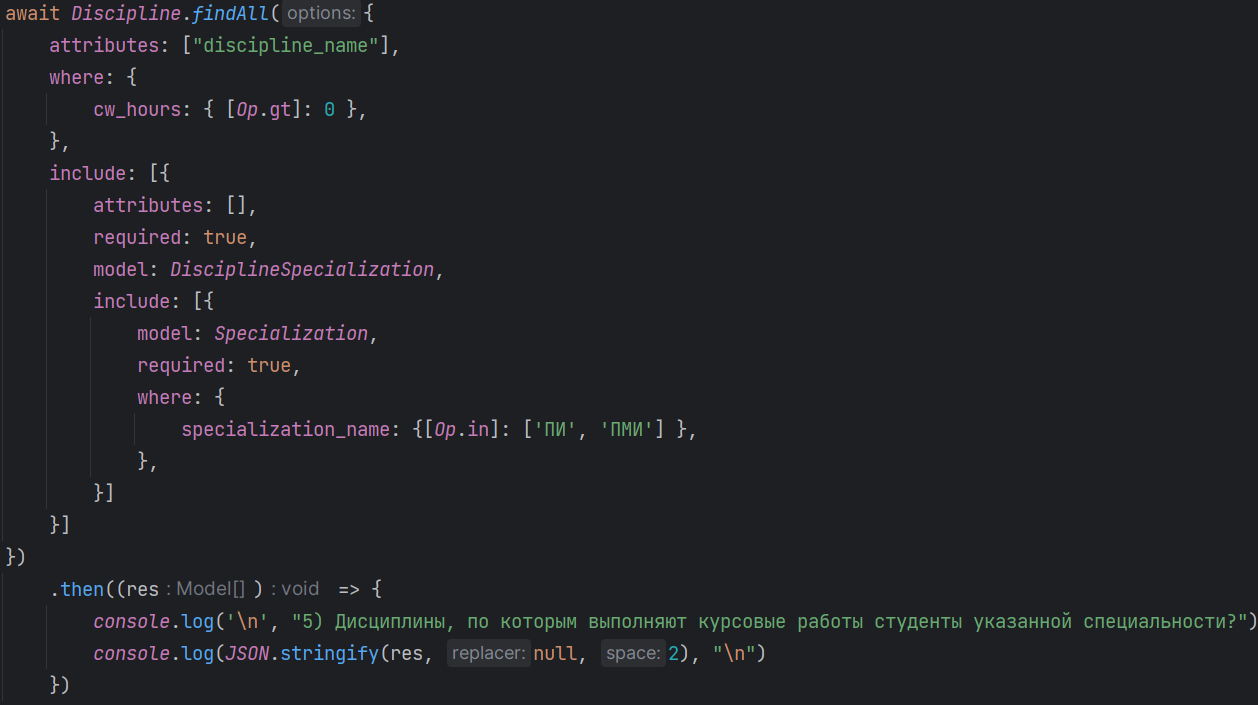 await Discipline.findAll( options: {
    attributes: ["discipline_name"],
    where: {
        cw_hours: { [Op.gt]: 0 },
    },
    include: [{
        attributes: [],
        required: true,
        model: DisciplineSpecialization,
        include: [{
            model: Specialization,
            required: true,
            where: {
                specialization_name: {[Op.in]: ['ПИ', 'ПМИ'] },
            },
        }]
    }]
})
    .then((res : Model[] ) : void  => {
        console.log('\n', "5) Дисциплины, по которым выполняют курсовые работы студенты указанной специальности?")
        console.log(JSON.stringify(res, replacer: null, space: 2), "\n")
    })